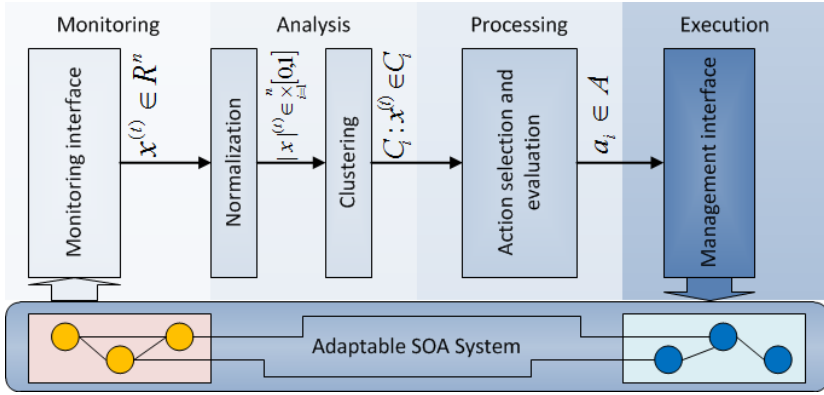 Monitoring
Analysis
Processing
Execution
Monitoring interface
x^(t) ∈ R^n
Normalization
|x|^(t) ∈ ×_{i=1}^n [0,1]
Clustering
C_i : x^(t) ∈ C_i
Action selection and
evaluation
a_i ∈ A
Management interface
Adaptable SOA System